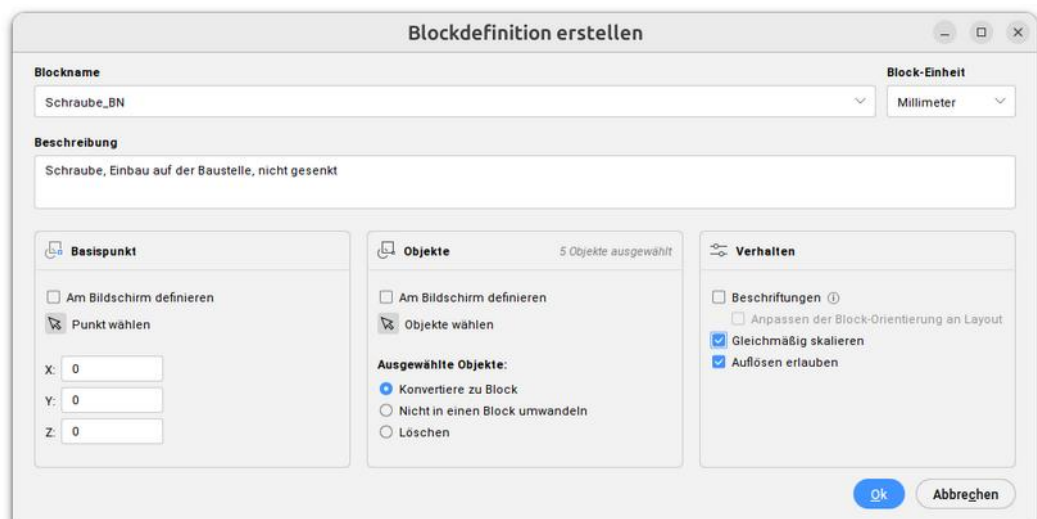 Blockdefinition erstellen
Blockname
Block-Einheit
Schraube_BN
Millimeter
Beschreibung
Schraube, Einbau auf der Baustelle, nicht gesenkt
Basispunkt
Am Bildschirm definieren
Punkt wählen
X: 0
Y: 0
Z: 0
Objekte
5 Objekte ausgewählt
Am Bildschirm definieren
Objekte wählen
Ausgewählte Objekte:
Konvertiere zu Block
Nicht in einen Block umwandeln
Löschen
Verhalten
Beschriftungen
Anpassen der Block-Orientierung an Layout
Gleichmäßig skalieren
Auflösen erlauben
Ok
Abbrechen